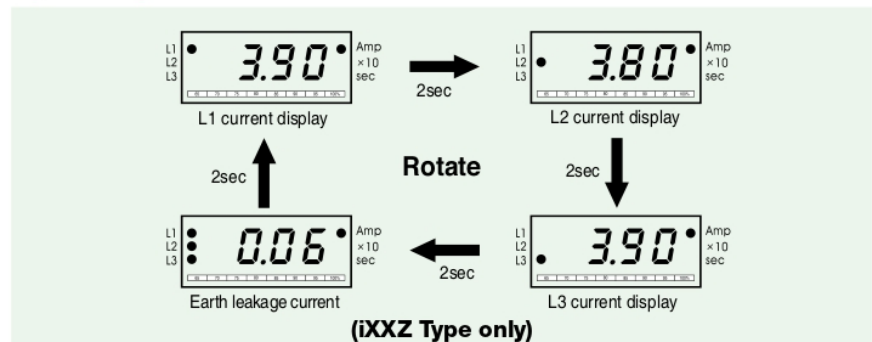 L1
L2
L3
3.90
Amp
×10
sec
L1 current display
2sec
L1
L2
L3
3.80
Amp
×10
sec
L2 current display
2sec
Rotate
2sec
L1
L2
L3
0.06
Amp
×10
sec
Earth leakage current
2sec
L1
L2
L3
3.90
Amp
×10
sec
L3 current display
(iXXZ Type only)